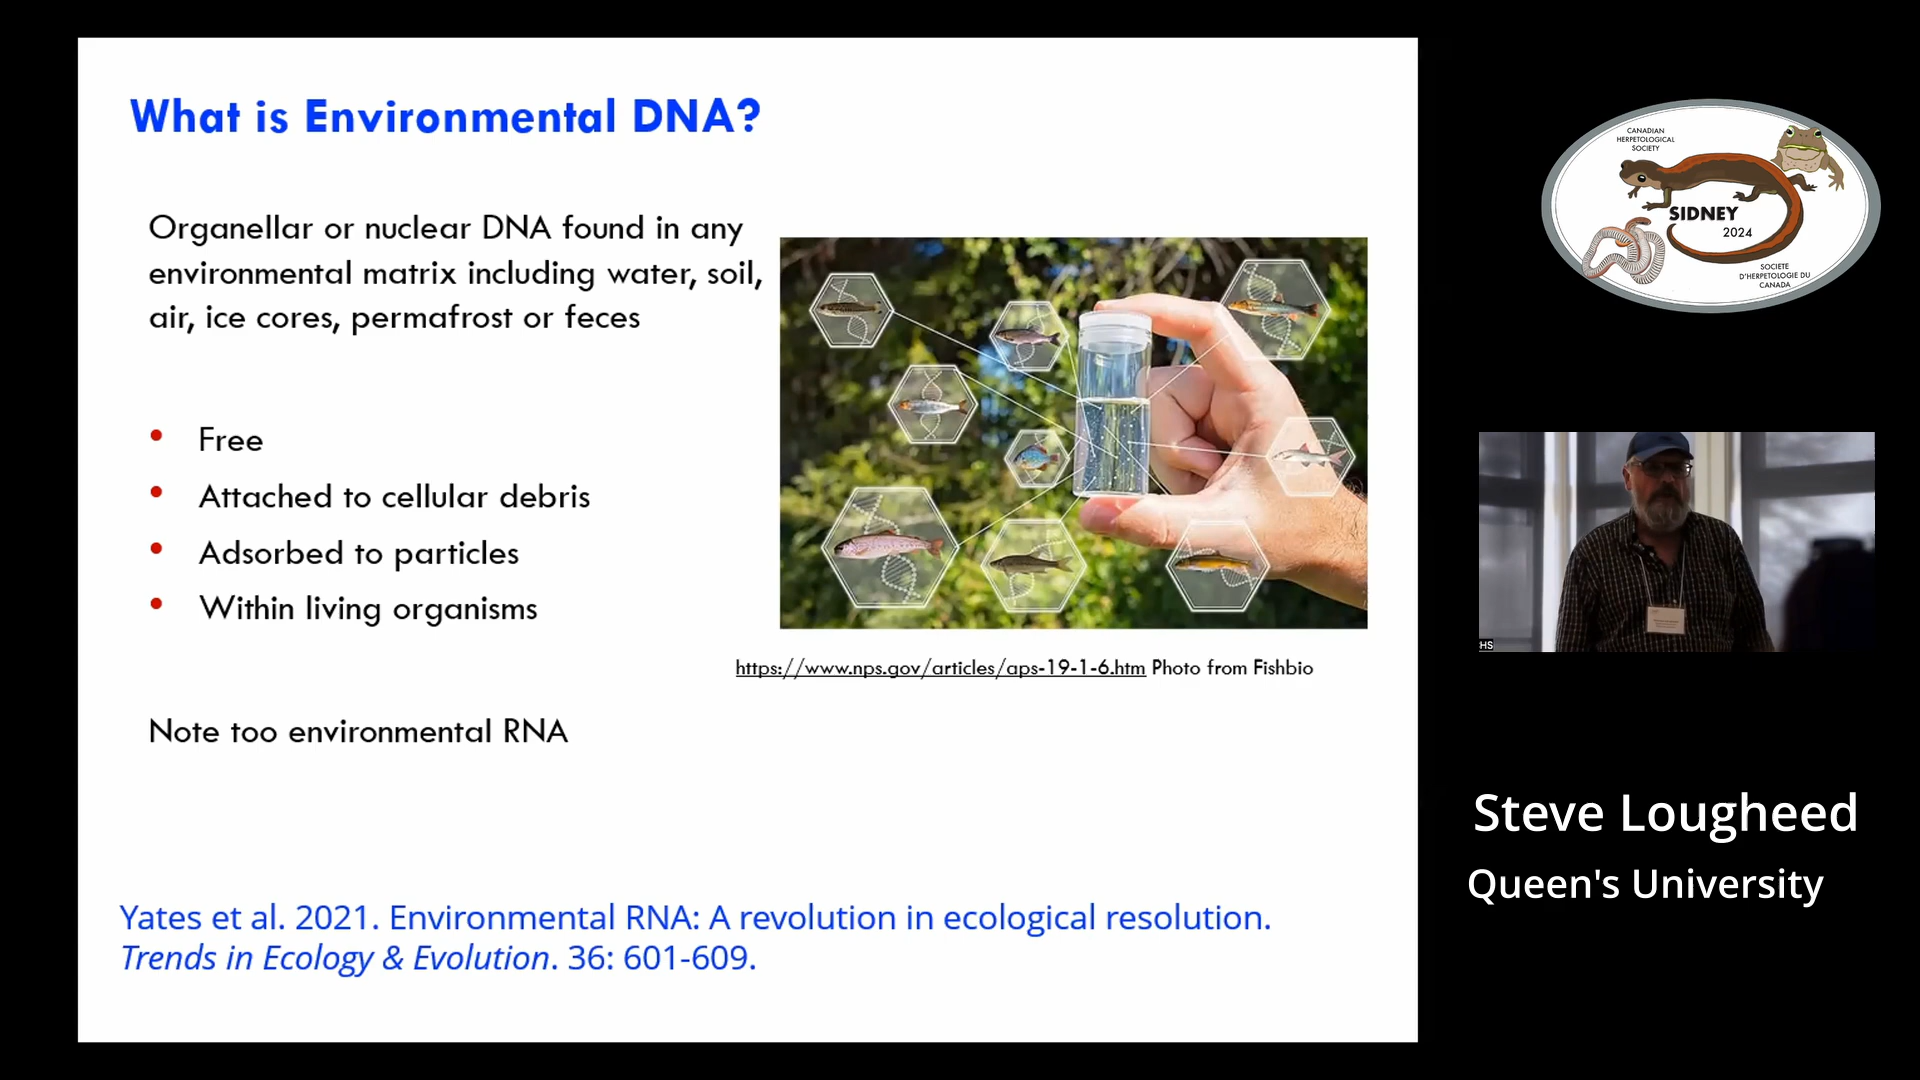 What is Environmental DNA?
Organellar or nuclear DNA found in any
environmental matrix including water, soil,
air, ice cores, permafrost or feces
• Free
• Attached to cellular debris
• Adsorbed to particles
• Within living organisms
https://www.nps.gov/articles/aps-19-1-6.htm Photo from Fishbio
Note too environmental RNA
Yates et al. 2021. Environmental RNA: A revolution in ecological resolution.
Trends in Ecology & Evolution. 36: 601-609.
CANADIAN
HERPETOLOGICAL
SOCIETY
SIDNEY
2024
SOCIETE
D'HERPETOLOGIE DU
CANADA
HS
Steve Lougheed
Queen's University